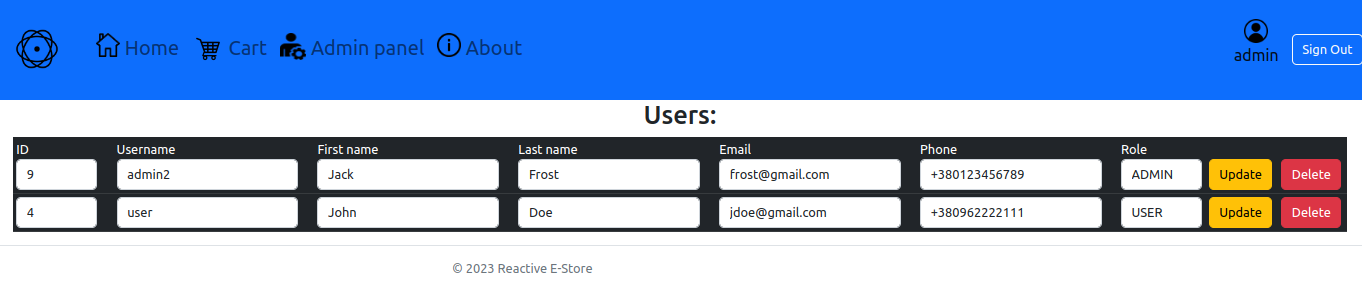 Home Cart Admin panel About admin Sign Out
Users:
ID Username First name Last name Email Phone Role
9 admin2 Jack Frost frost@gmail.com +380123456789 ADMIN Update Delete
4 user John Doe jdoe@gmail.com +380962222111 USER Update Delete
© 2023 Reactive E-Store